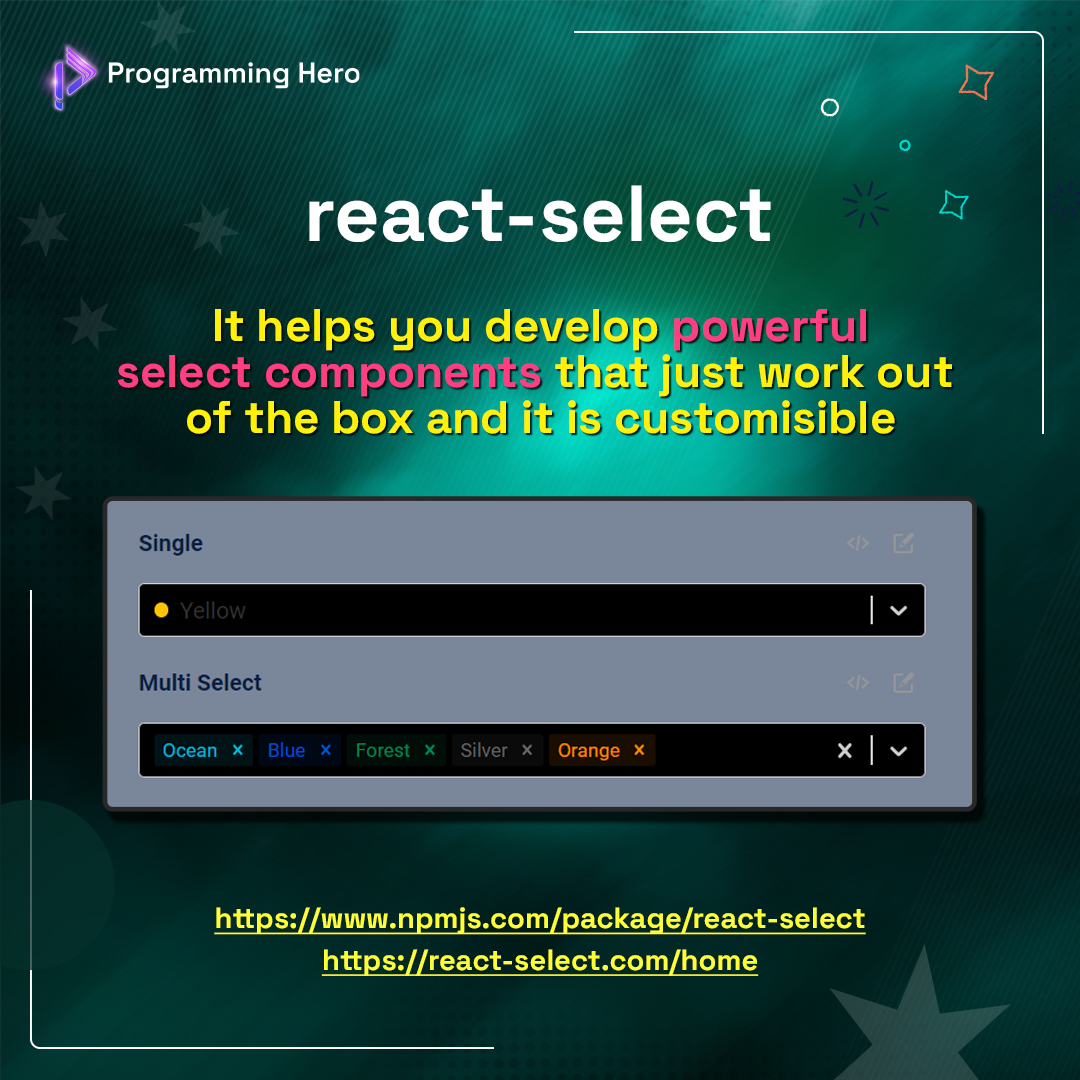 Programming Hero
react-select
It helps you develop powerful
select components that just work out
of the box and it is customisible
Single
Yellow
Multi Select
Ocean × Blue × Forest × Silver × Orange ×
https://www.npmjs.com/package/react-select
https://react-select.com/home